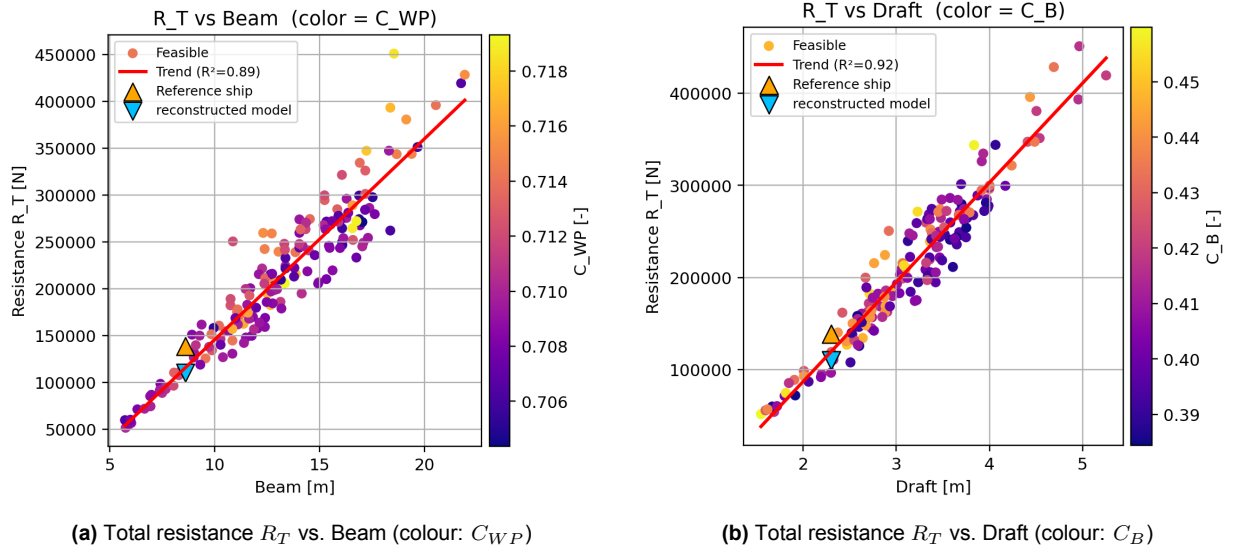 R_T vs Beam (color = C_WP)
450000
400000
350000
300000
250000
200000
150000
100000
50000
Resistance R_T [N]
Feasible
Trend (R²=0.89)
Reference ship
reconstructed model
5
10
15
20
Beam [m]
0.718
0.716
0.714
0.712
0.710
0.708
0.706
C_WP [-]
(a) Total resistance R_T vs. Beam (colour: C_{WP})
R_T vs Draft (color = C_B)
400000
300000
200000
100000
Resistance R_T [N]
Feasible
Trend (R²=0.92)
Reference ship
reconstructed model
2
3
4
5
Draft [m]
0.45
0.44
0.43
0.42
0.41
0.40
0.39
C_B [-]
(b) Total resistance R_T vs. Draft (colour: C_B)